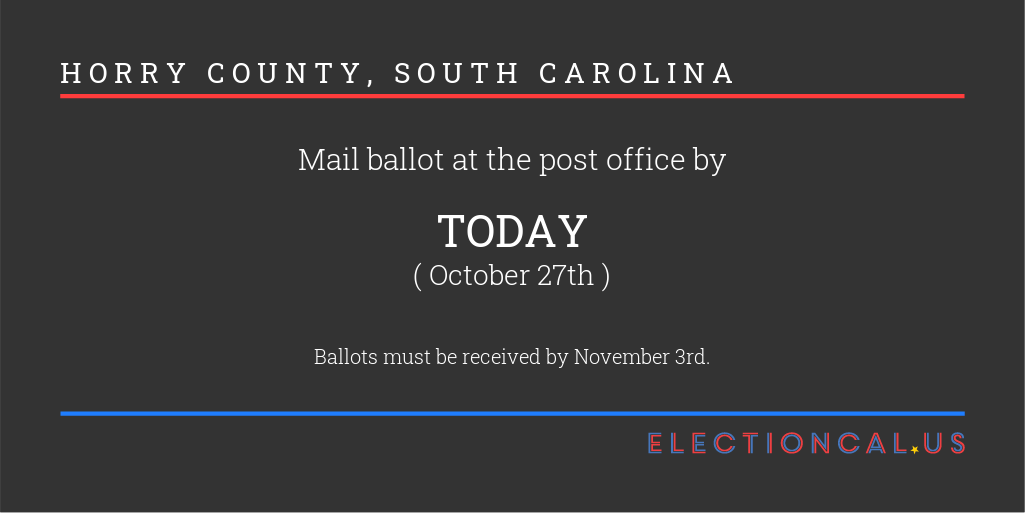 HORRY COUNTY, SOUTH CAROLINA
Mail ballot at the post office by
TODAY
( October 27th )
Ballots must be received by November 3rd.
ELECTIONCAL.US